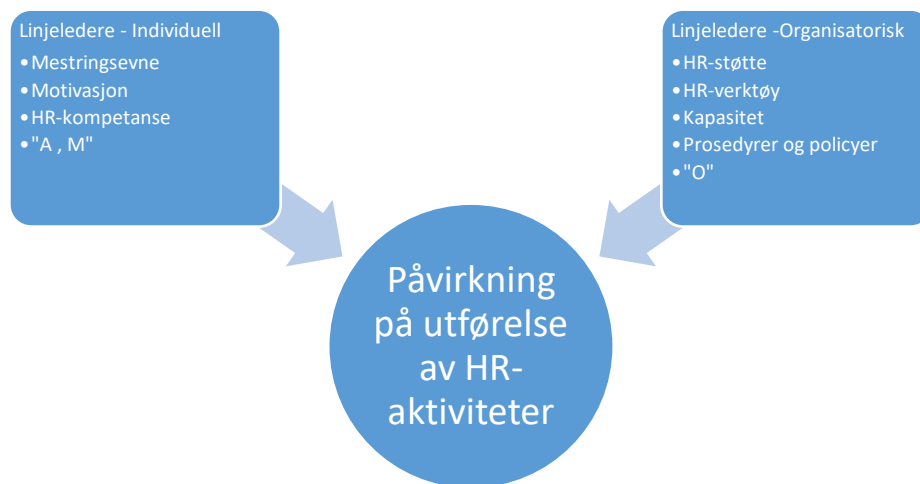 Linjeledere - Individuell
•Mestringsevne
•Motivasjon
•HR-kompetanse
•"A , M"
Linjeledere -Organisatorisk
•HR-støtte
•HR-verktøy
•Kapasitet
•Prosedyrer og policyer
•"O"
Påvirkning
på utførelse
av HR-
aktiviteter